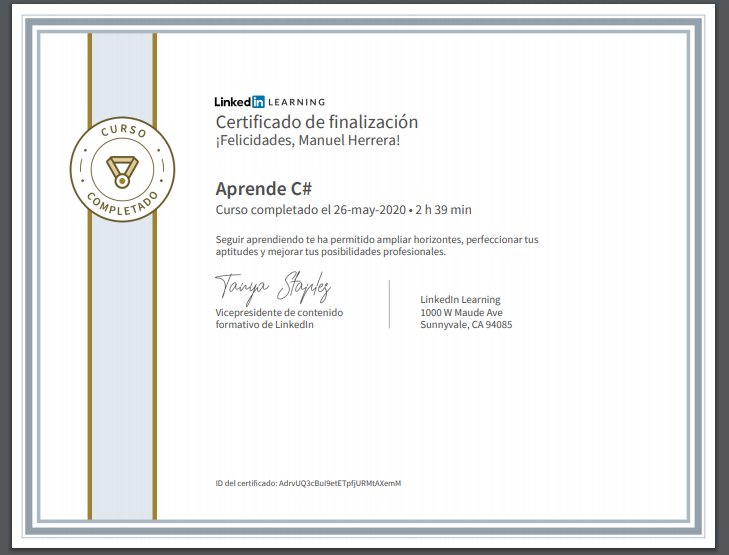 CURSO
COMPLETADO
Linked in LEARNING
Certificado de finalización
¡Felicidades, Manuel Herrera!
Aprende C#
Curso completado el 26-may-2020 • 2 h 39 min
Seguir aprendiendo te ha permitido ampliar horizontes, perfeccionar tus
aptitudes y mejorar tus posibilidades profesionales.
Tanya Staples
Vicepresidente de contenido
formativo de LinkedIn
LinkedIn Learning
1000 W Maude Ave
Sunnyvale, CA 94085
ID del certificado: AdrvUQ3cBuI9etETpfjURMtAXemM